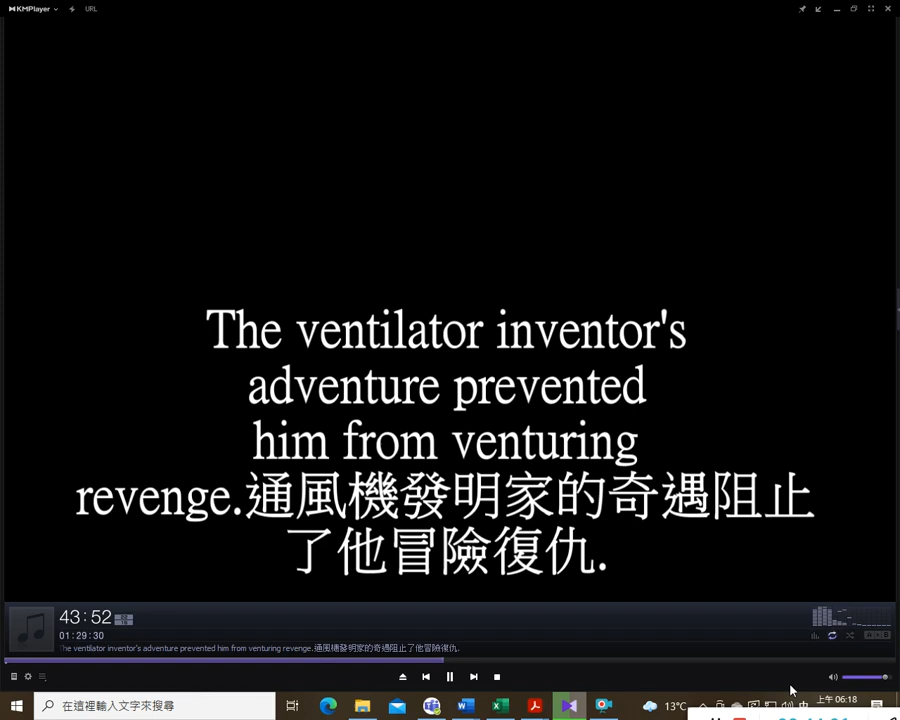 KMPlayer
URL
The ventilator inventor's
adventure prevented
him from venturing
revenge.通風機發明家的奇遇阻止
了他冒險復仇.
43:52
01:29:30
The ventilator inventor's adventure prevented him from venturing revenge.通風機發明家的奇遇阻止了他冒險復仇.
在這裡輸入文字來搜尋
13°C
中
上午 06:18